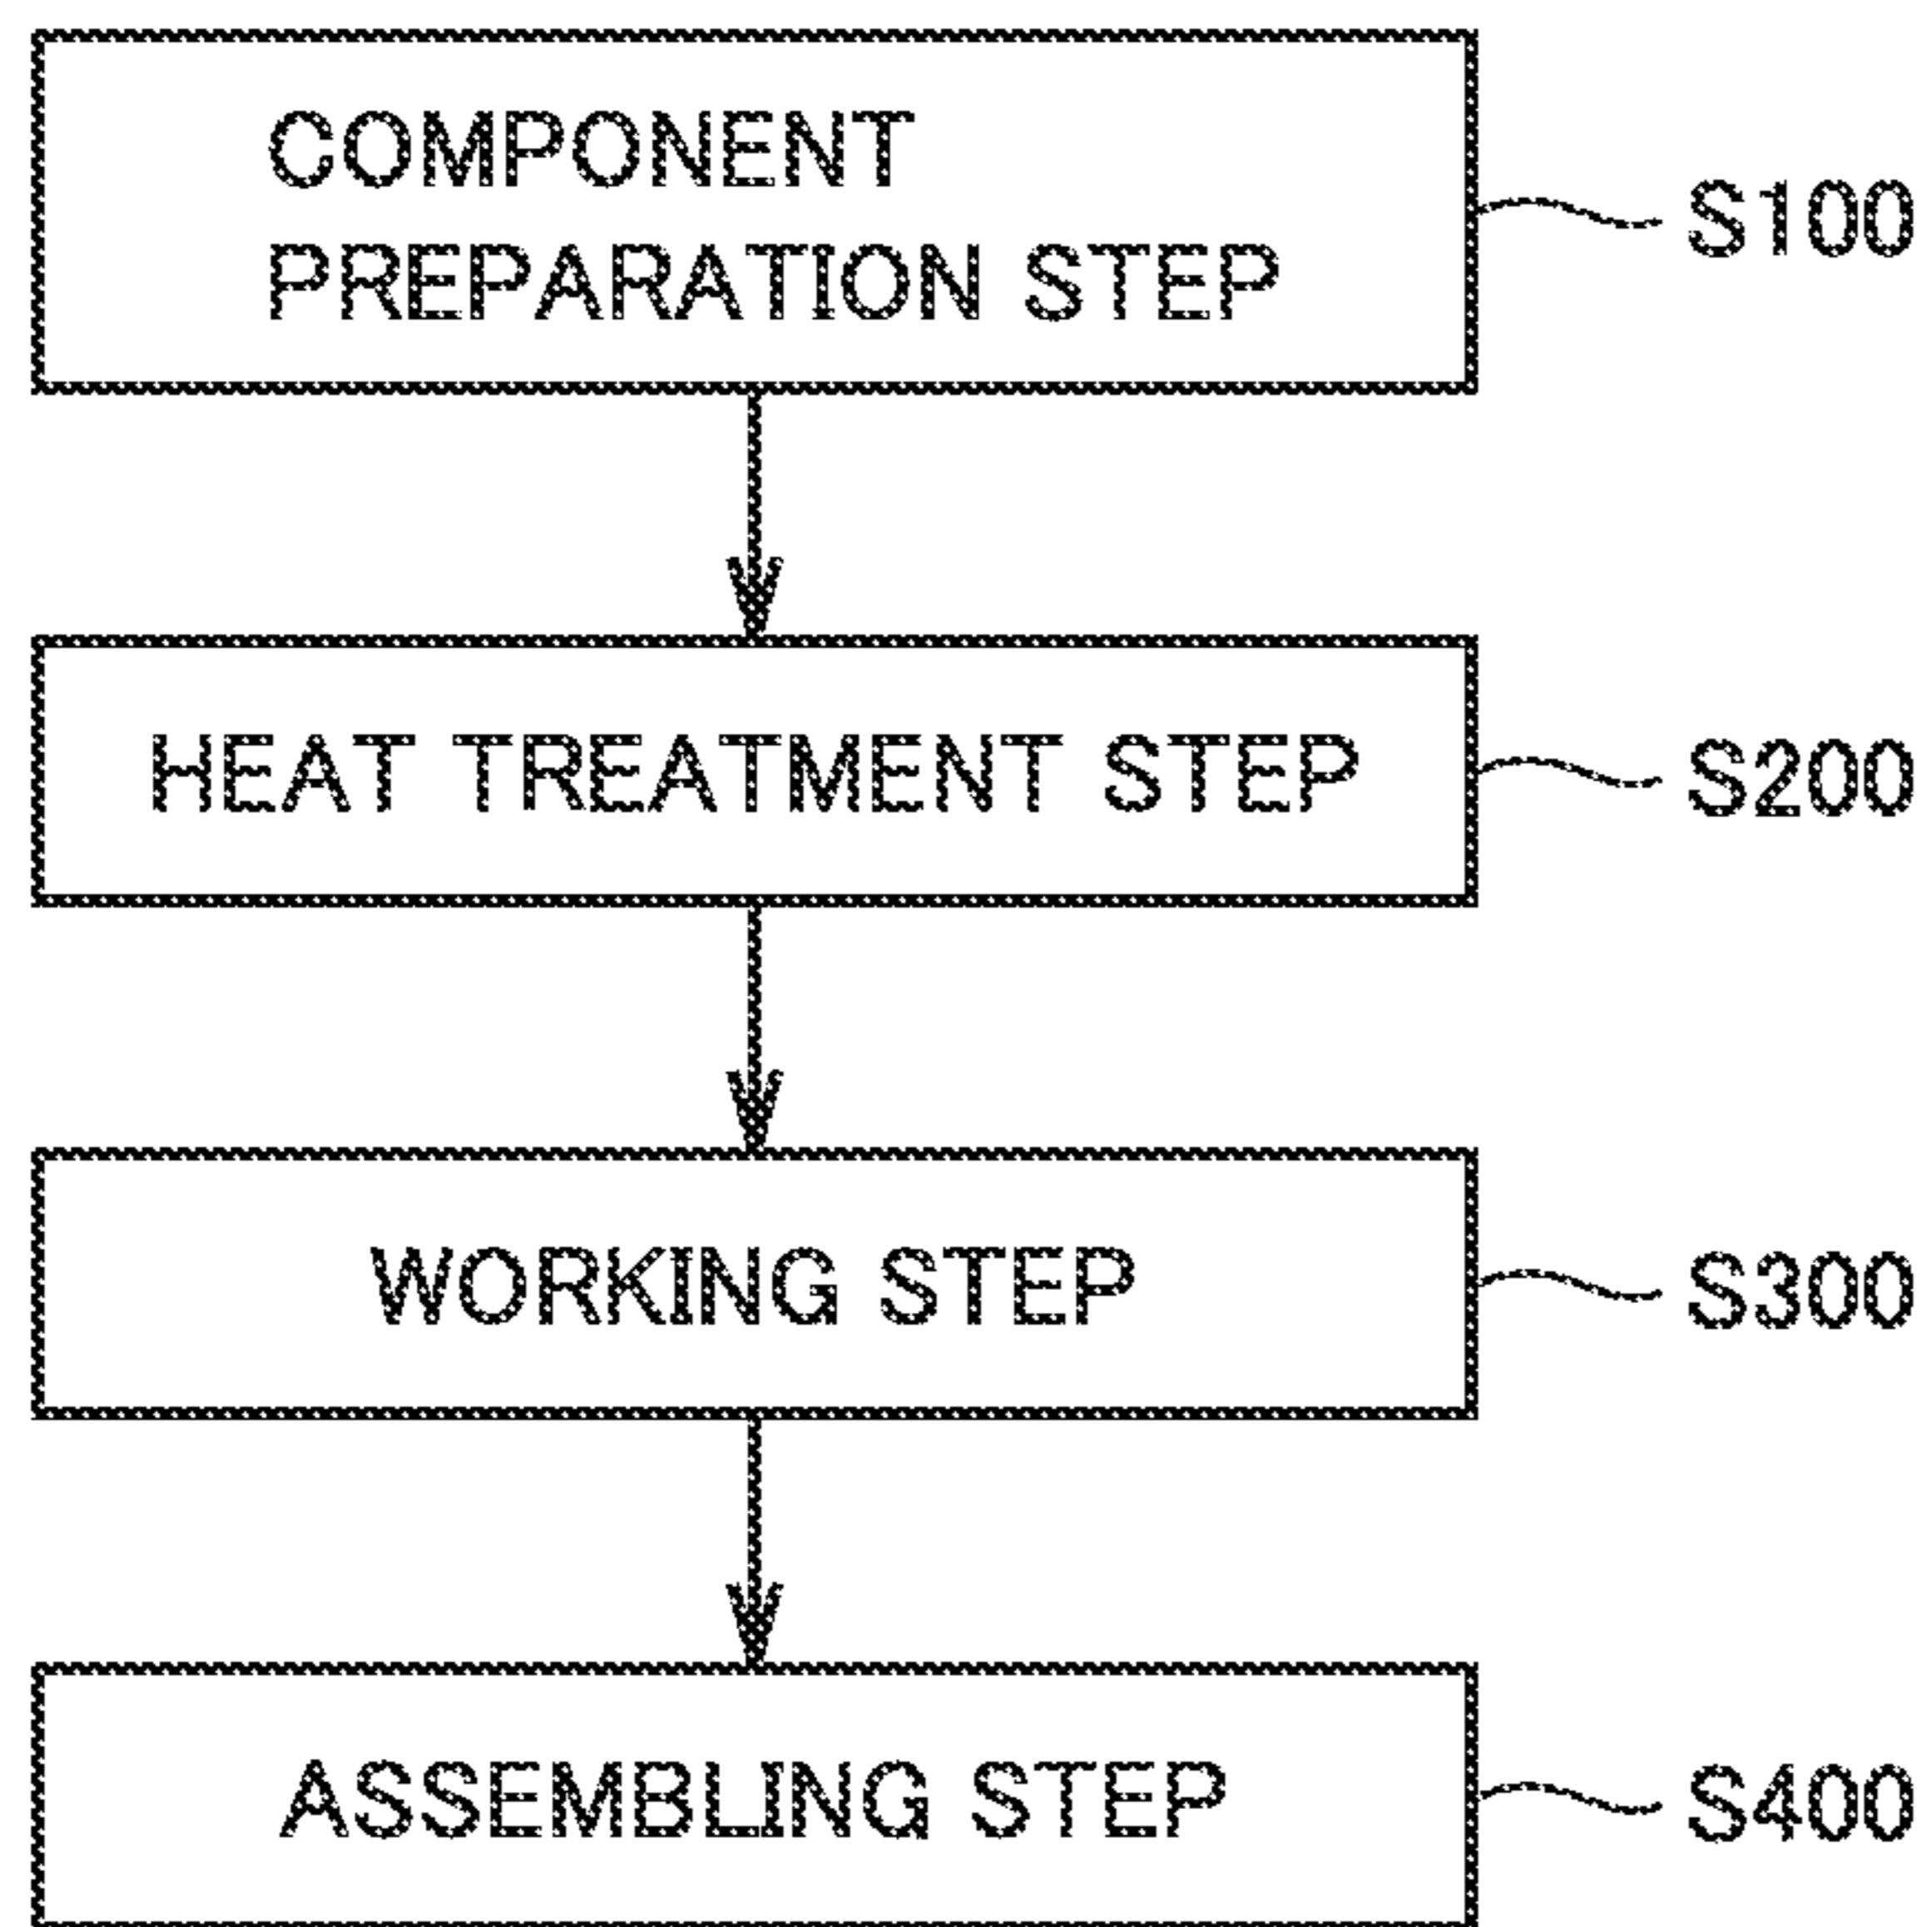 COMPONENT
PREPARATION STEP
S100
HEAT TREATMENT STEP
S200
WORKING STEP
S300
ASSEMBLING STEP
S400